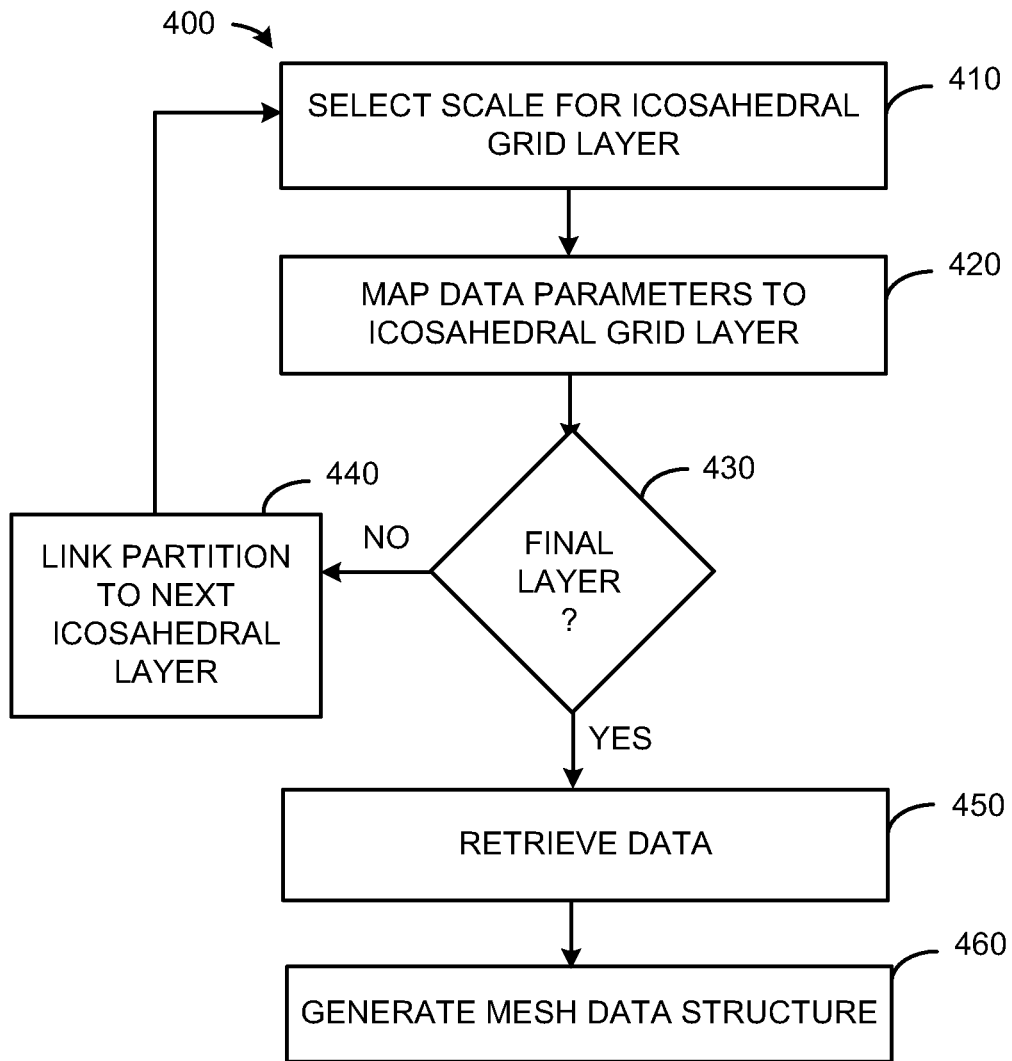 400
SELECT SCALE FOR ICOSAHEDRAL
GRID LAYER
410
MAP DATA PARAMETERS TO
ICOSAHEDRAL GRID LAYER
420
FINAL
LAYER
?
430
NO
440
LINK PARTITION
TO NEXT
ICOSAHEDRAL
LAYER
YES
RETRIEVE DATA
450
GENERATE MESH DATA STRUCTURE
460